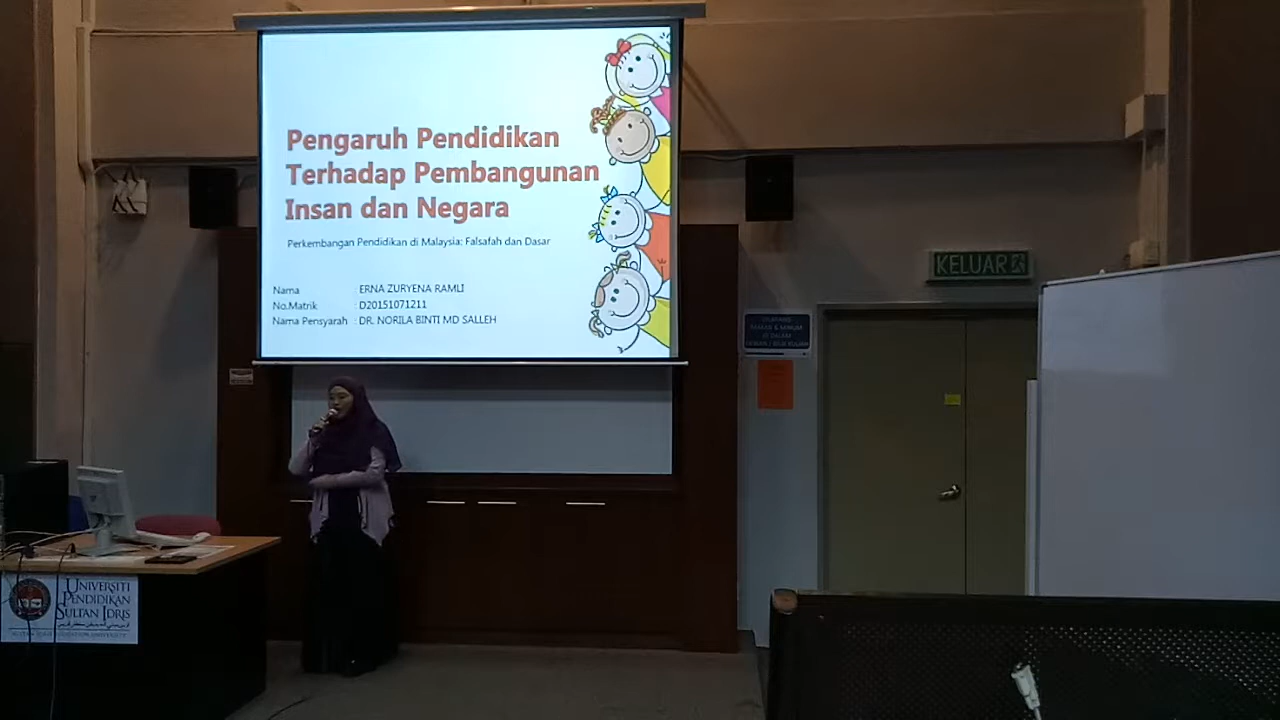 Pengaruh Pendidikan
Terhadap Pembangunan
Insan dan Negara
Perkembangan Pendidikan di Malaysia: Falsafah dan Dasar
Nama : ERNA ZURYENA RAMLI
No.Matrik : D20151071211
Nama Pensyarah : DR. NORILA BINTI MD SALLEH
KELUAR
UNIVERSITI
PENDIDIKAN
SULTAN IDRIS